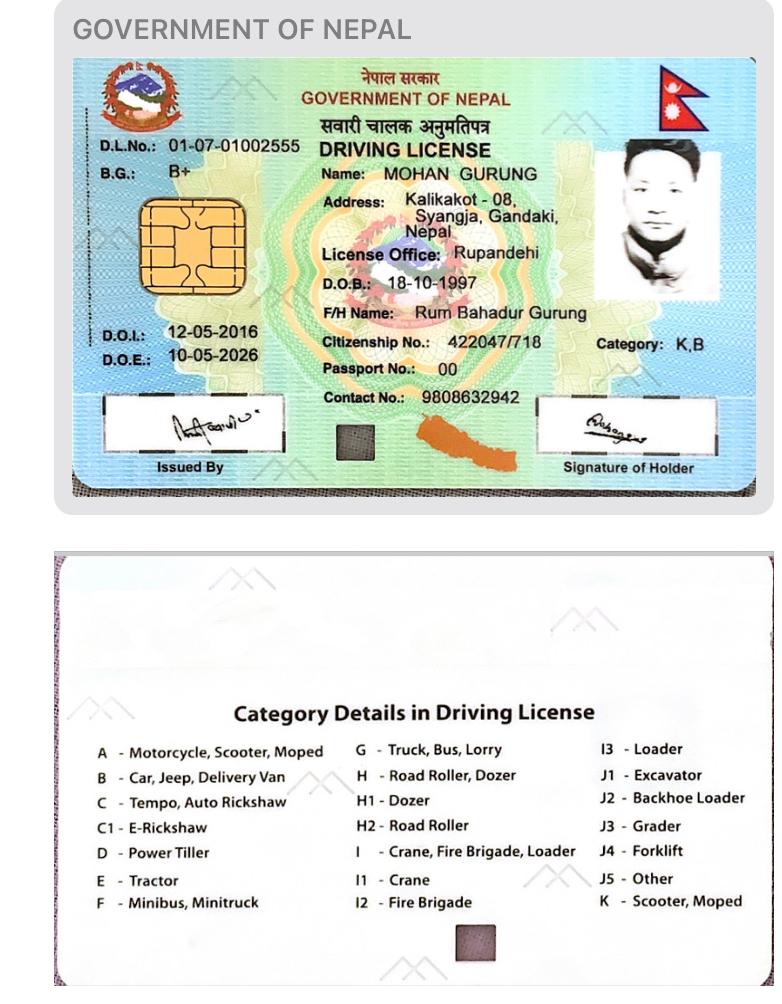 GOVERNMENT OF NEPAL
नेपाल सरकार
GOVERNMENT OF NEPAL
सवारी चालक अनुमतिपत्र
DRIVING LICENSE
D.L.No.: 01-07-01002555
B.G.: B+
Name: MOHAN GURUNG
Address: Kalikakot - 08,
Syangja, Gandaki,
Nepal
License Office: Rupandehi
D.O.B.: 18-10-1997
F/H Name: Rum Bahadur Gurung
D.O.I.: 12-05-2016
D.O.E.: 10-05-2026
Citizenship No.: 422047/718
Category: K,B
Passport No.: 00
Contact No.: 9808632942
Issued By
Signature of Holder
Category Details in Driving License
A - Motorcycle, Scooter, Moped
B - Car, Jeep, Delivery Van
C - Tempo, Auto Rickshaw
C1 - E-Rickshaw
D - Power Tiller
E - Tractor
F - Minibus, Minitruck
G - Truck, Bus, Lorry
H - Road Roller, Dozer
H1 - Dozer
H2 - Road Roller
I - Crane, Fire Brigade, Loader
I1 - Crane
I2 - Fire Brigade
I3 - Loader
J1 - Excavator
J2 - Backhoe Loader
J3 - Grader
J4 - Forklift
J5 - Other
K - Scooter, Moped